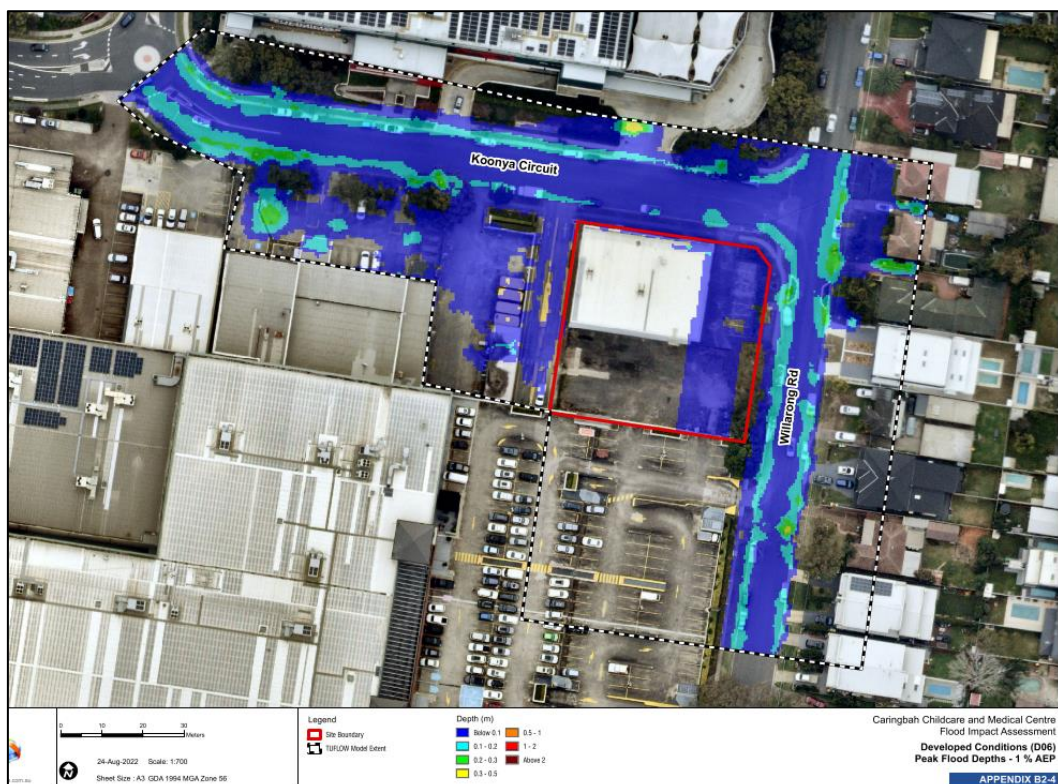 Koonya Circuit
Willarong Rd
0 10 20 30
Meters
24-Aug-2022 Scale: 1:700
Sheet Size : A3 GDA 1994 MGA Zone 56
Legend
Site Boundary
TUFLOW Model Extent
Depth (m)
Below 0.1
0.1 - 0.2
0.2 - 0.3
0.3 - 0.5
0.5 - 1
1 - 2
Above 2
Caringbah Childcare and Medical Centre
Flood Impact Assessment
Developed Conditions (D06)
Peak Flood Depths - 1 % AEP
APPENDIX B2-4